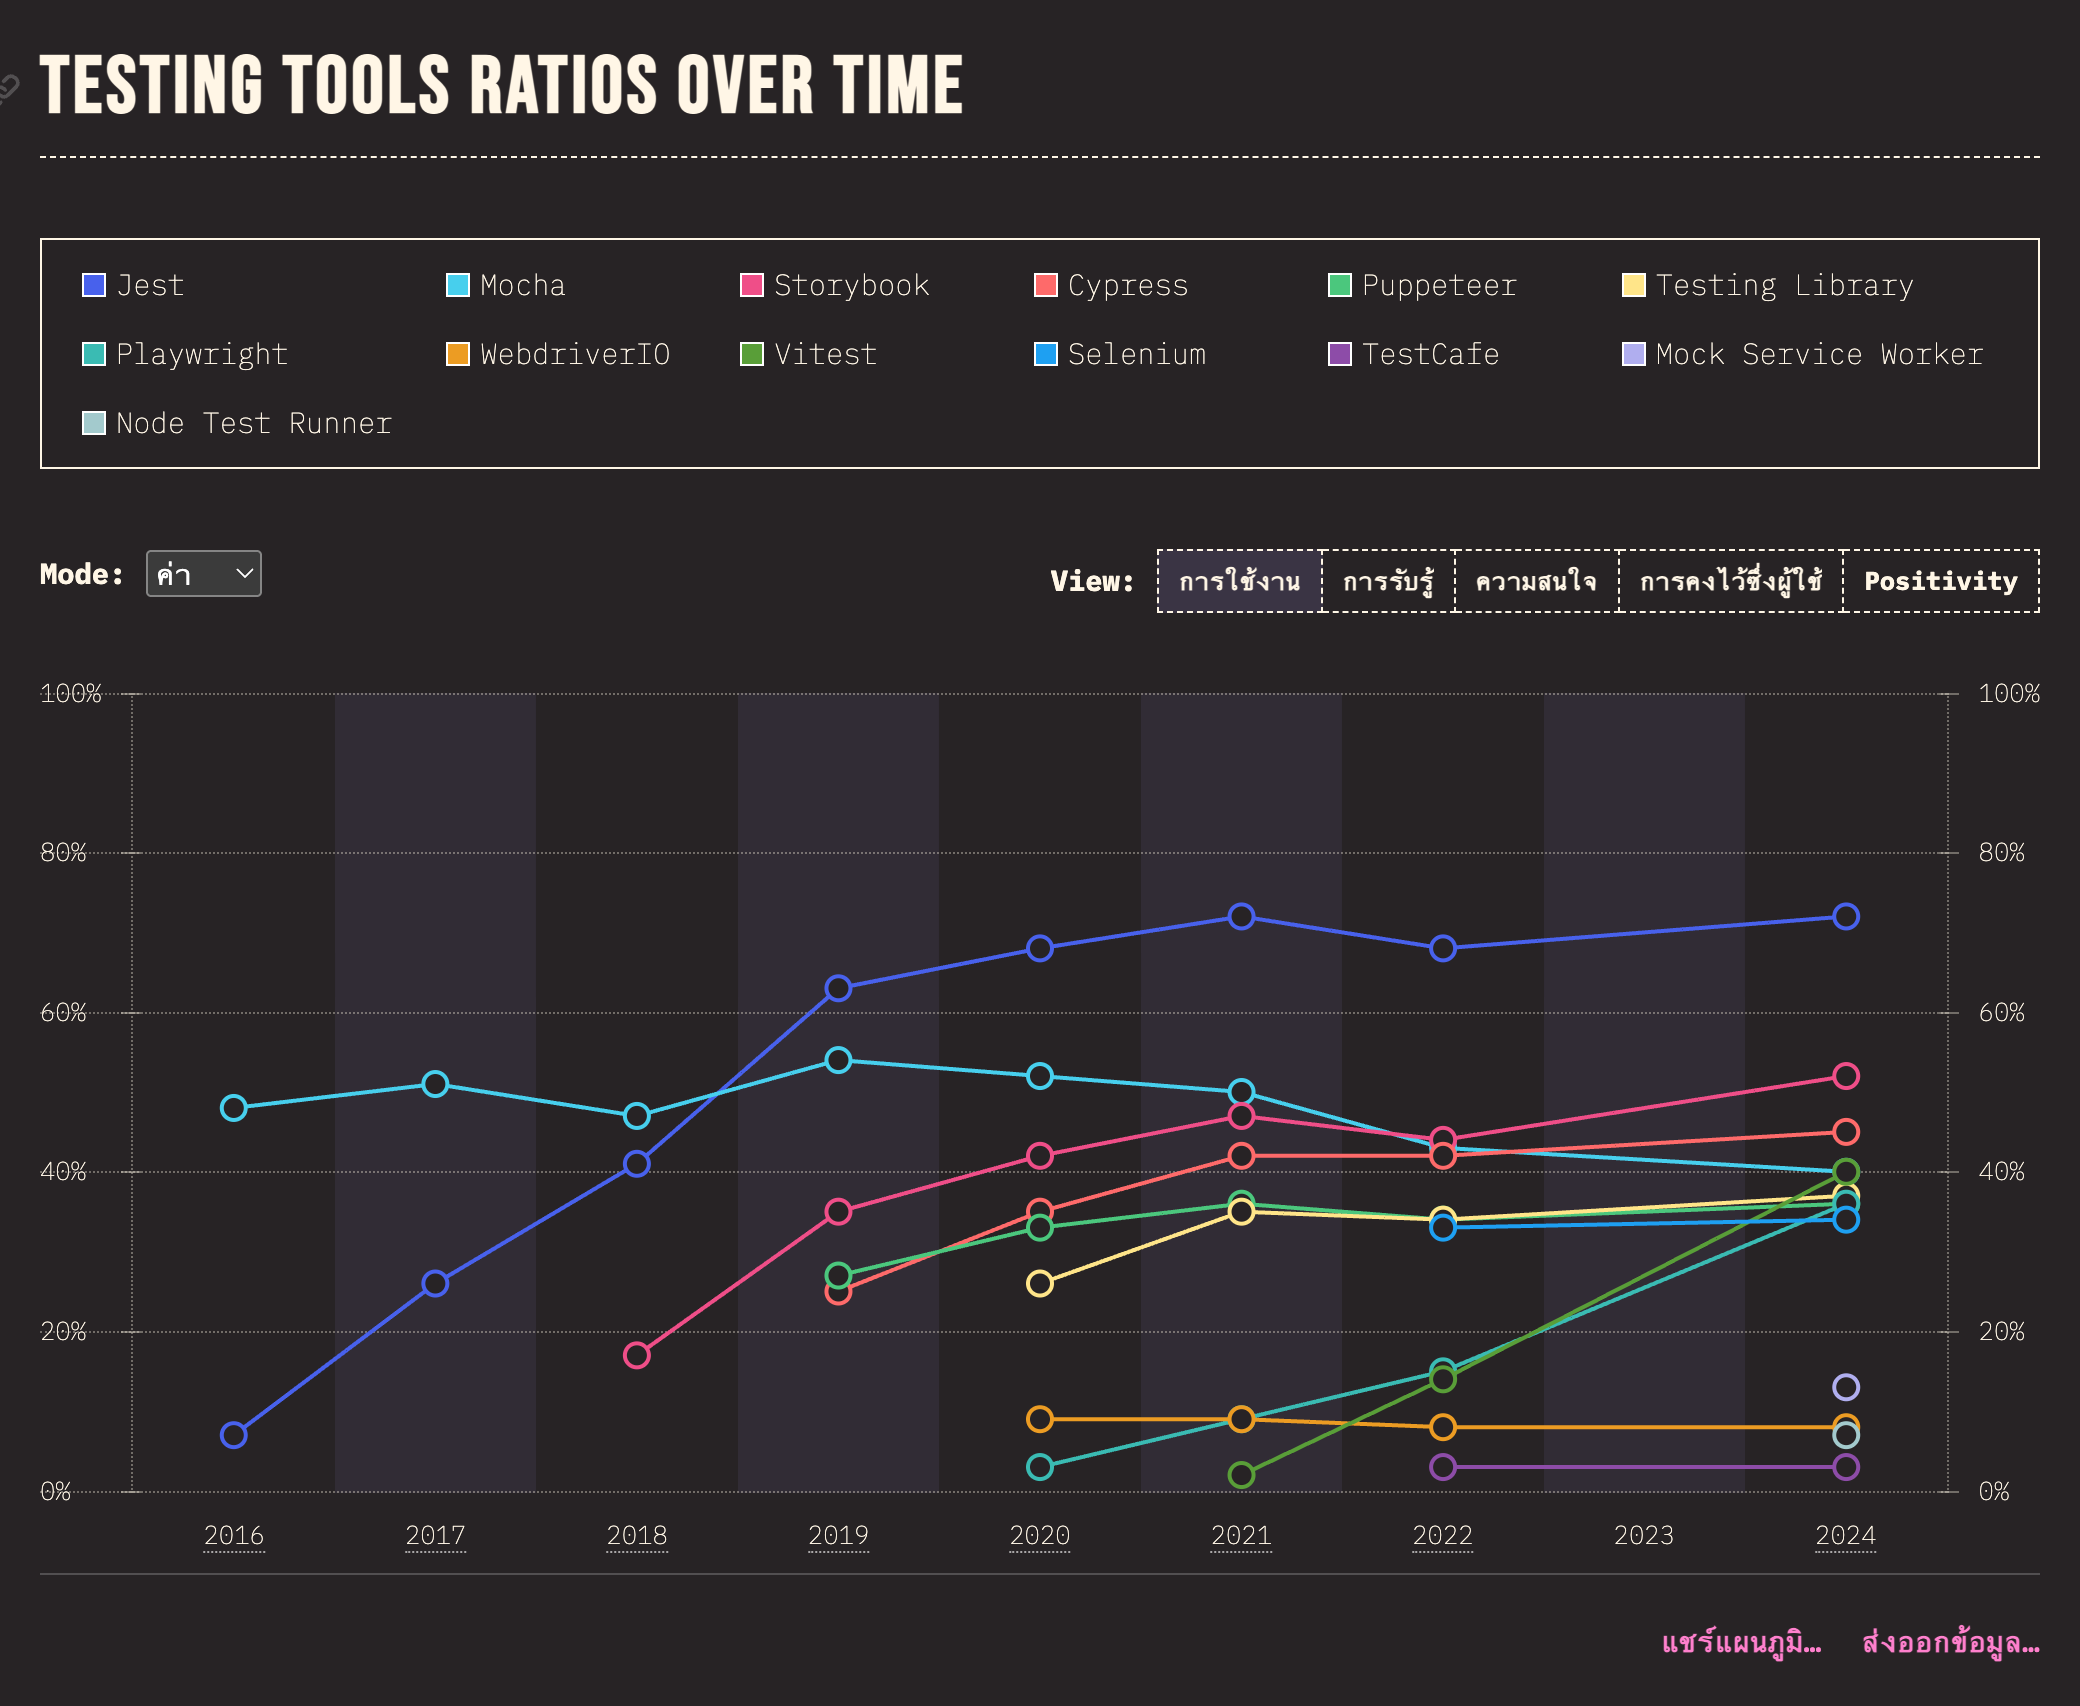 TESTING TOOLS RATIOS OVER TIME
Jest Mocha Storybook Cypress Puppeteer Testing Library
Playwright WebdriverIO Vitest Selenium TestCafe Mock Service Worker
Node Test Runner
Mode: ค่า View: การใช้งาน การรับรู้ ความสนใจ การคงไว้ซึ่งผู้ใช้ Positivity
100% 100%
80% 80%
60% 60%
40% 40%
20% 20%
0% 0%
2016 2017 2018 2019 2020 2021 2022 2023 2024
แชร์แผนภูมิ… ส่งออกข้อมูล…